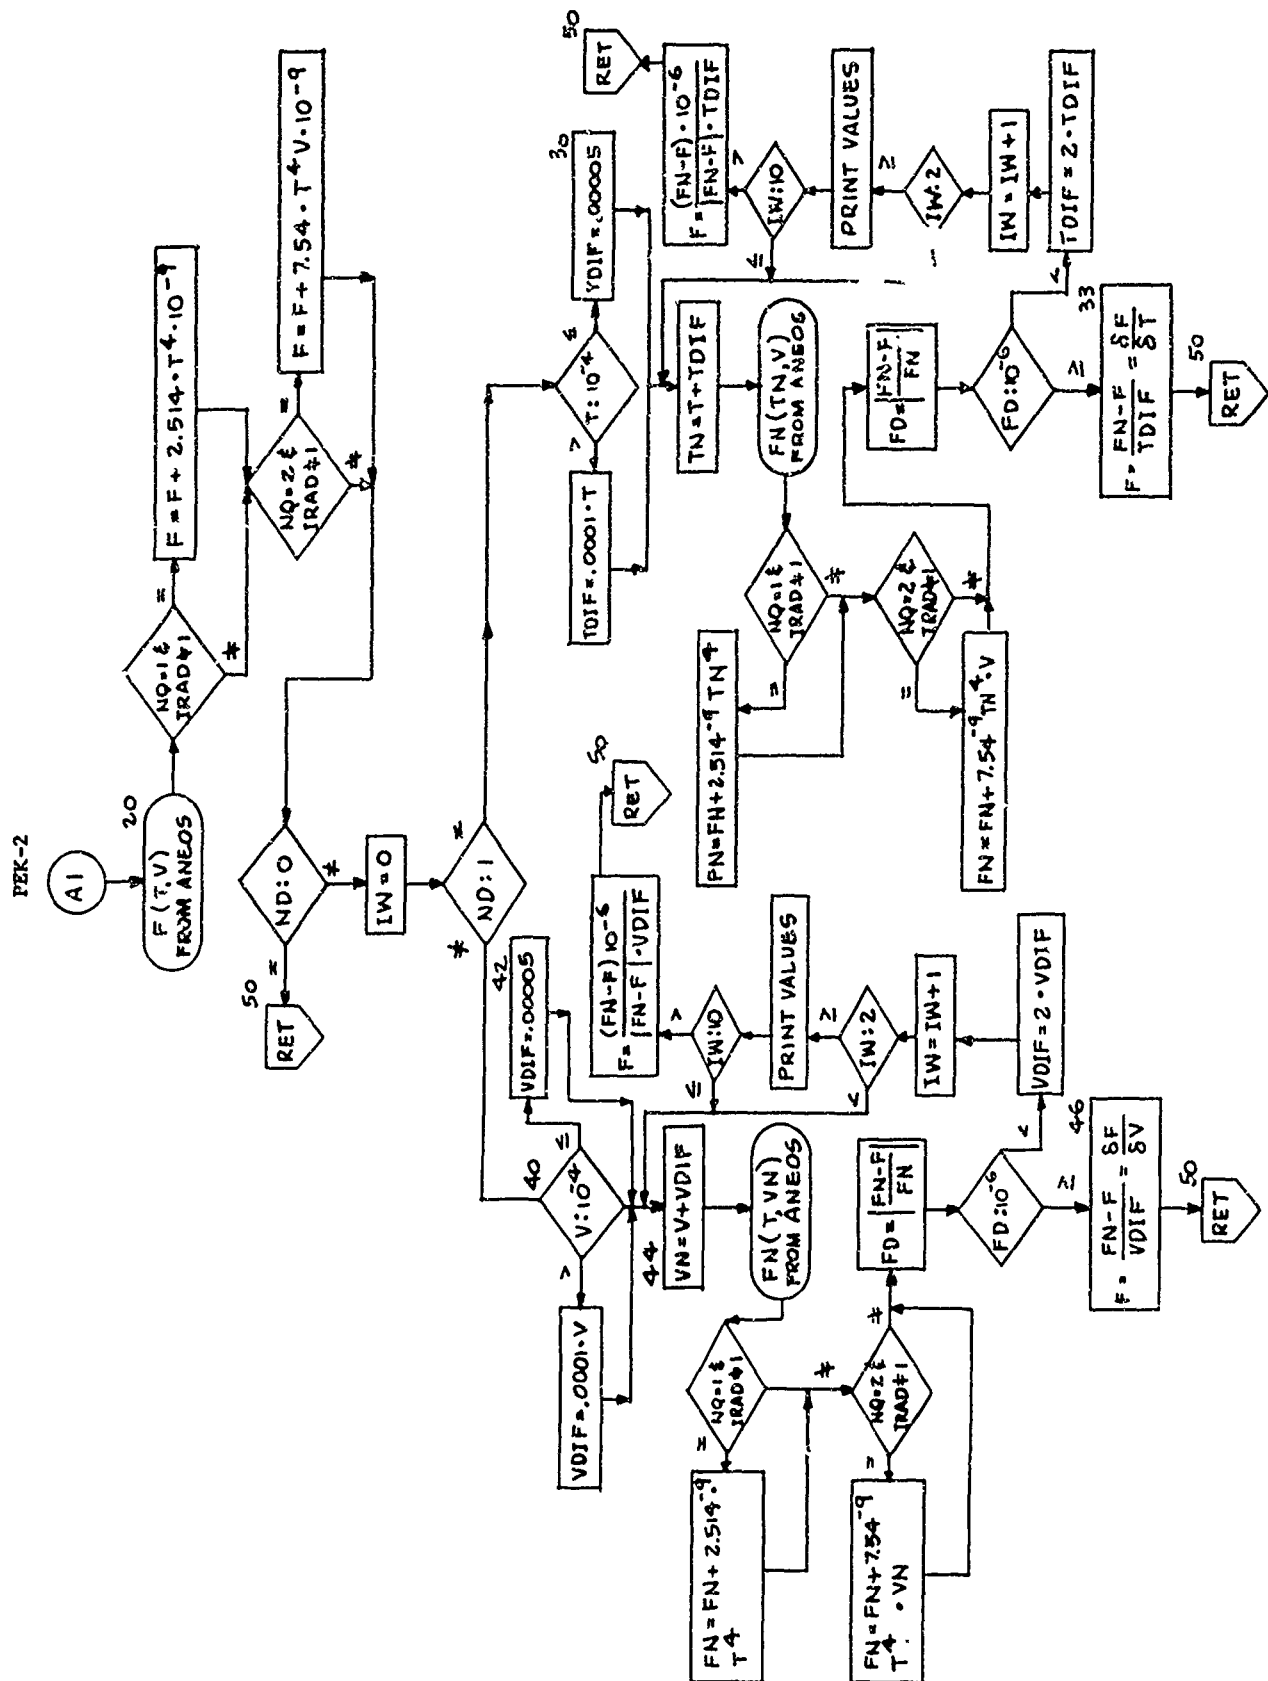 PEK-2
A1
20
F(T,V)
FROM ANEOS
NQ=1 &
IRAD≠1
=
≠
F = F + 2.514 · T⁴ · 10⁻⁹
NQ=2 &
IRAD≠1
=
≠
F = F + 7.54 · T⁴ V · 10⁻⁹
ND:0
=
≠
50
RET
IW = 0
ND:1
=
≠
40
V:10⁻⁴
>
≤
VDIF=.0001·V
42
VDIF=.00005
44
VN=V+VDIF
FN(T,VN)
FROM ANEOS
NQ=1 &
IRAD≠1
=
≠
FN = FN + 2.514·⁻⁹
T⁴
NQ=2 &
IRAD≠1
=
≠
FN=FN+7.54⁻⁹
T⁴ · VN
FD=|FN-F/FN|
FD:10⁻⁶
<
≥
46
F = FN-F/VDIF = δF/δV
50
RET
VDIF=2·VDIF
IW=IW+1
IW:2
<
≥
PRINT VALUES
IW:10
≤
>
F=(FN-F)10⁻⁶/|FN-F|·VDIF
50
RET
T:10⁻⁴
>
≤
TDIF=.0001·T
30
YDIF=.00005
TN=T+TDIF
FN(TN,V)
FROM ANEOS
NQ=1 &
IRAD≠1
=
≠
FN=FN+2.514⁻⁹ TN⁴
NQ=2 &
IRAD≠1
=
≠
FN=FN+7.54⁻⁹ TN⁴·V
FD=|FN-F/FN|
FD:10⁻⁶
<
≥
33
F= FN-F/TDIF = δF/δT
50
RET
TDIF=2·TDIF
IW=IW+1
IW:2
≥
PRINT VALUES
IW:10
≤
>
F=(FN-F)·10⁻⁶/|FN-F|·TDIF
50
RET